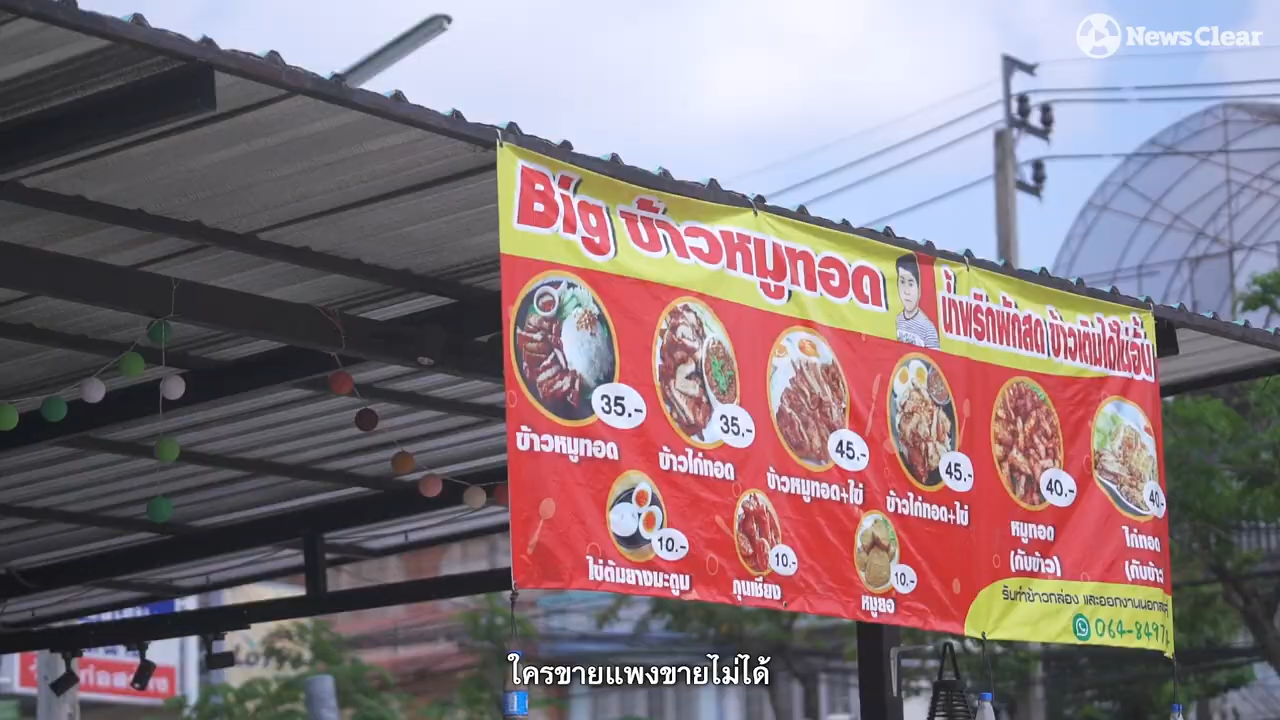 News Clear
Big ข้าวหมูทอด
น้ำพริกผักสด ข้าวเติมได้ไม่อั้น
35.-
35.-
45.-
45.-
40.-
40.-
ข้าวหมูทอด
ข้าวไก่ทอด
ข้าวหมูทอด+ไข่
ข้าวไก่ทอด+ไข่
หมูทอด
(กับข้าว)
ไก่ทอด
(กับข้าว)
10.-
10.-
10.-
ไข่ต้มยางมะตูม
กุนเชียง
หมูยอ
รับทำข้าวกล่อง และออกงานนอกสถ
064-8497
ใครขายแพงขายไม่ได้